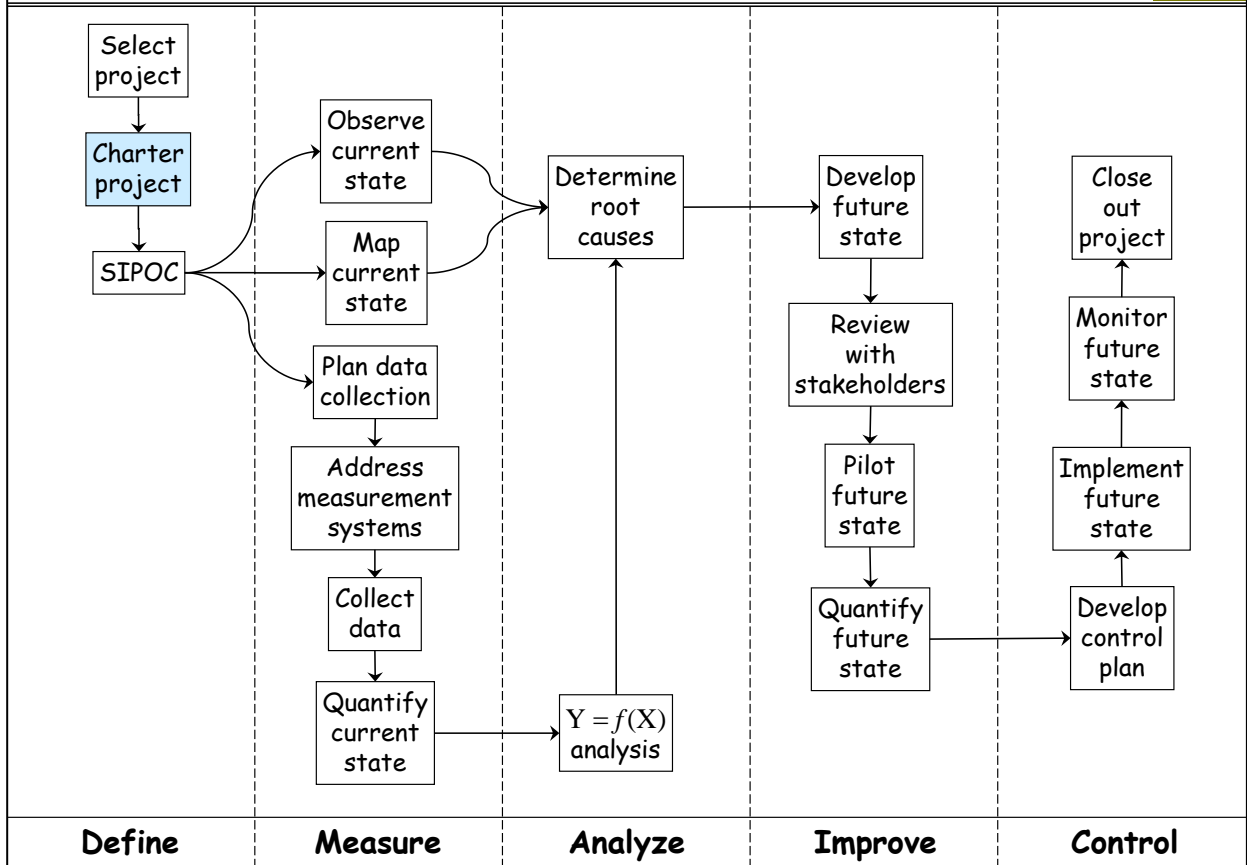 Select
project
Charter
project
SIPOC
Observe
current
state
Map
current
state
Plan data
collection
Address
measurement
systems
Collect
data
Quantify
current
state
Determine
root
causes
Y = f(X)
analysis
Develop
future
state
Review
with
stakeholders
Pilot
future
state
Quantify
future
state
Close
out
project
Monitor
future
state
Implement
future
state
Develop
control
plan
Define
Measure
Analyze
Improve
Control